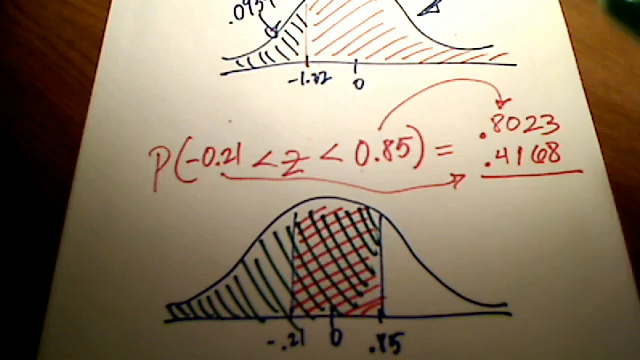 .0934
-1.32 0
.8023
P(-0.21 < z < 0.85) = .4168
-.21 0 .85